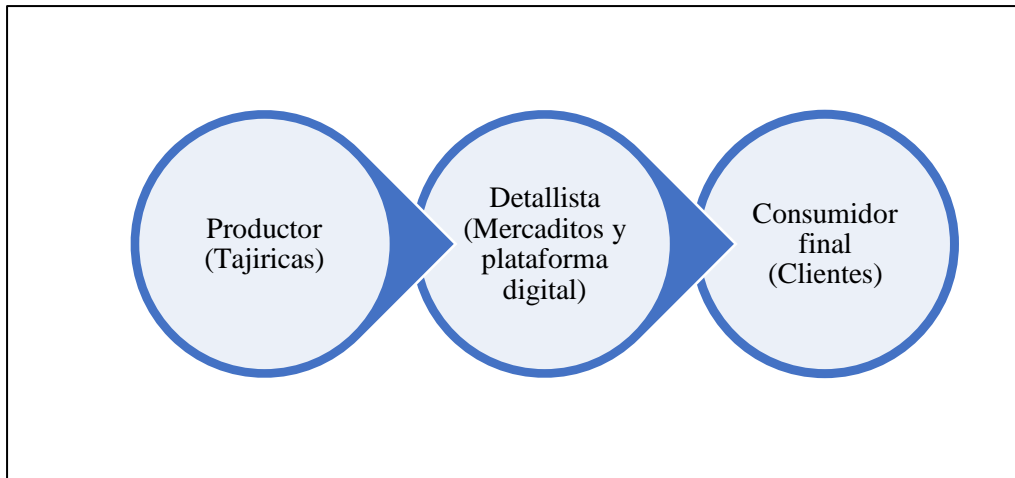 Productor
(Tajiricas)
Detallista
(Mercaditos y
plataforma
digital)
Consumidor
final
(Clientes)